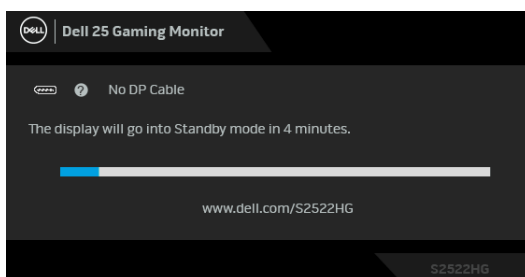 DELL
Dell 25 Gaming Monitor
No DP Cable
The display will go into Standby mode in 4 minutes.
www.dell.com/S2522HG
S2522HG